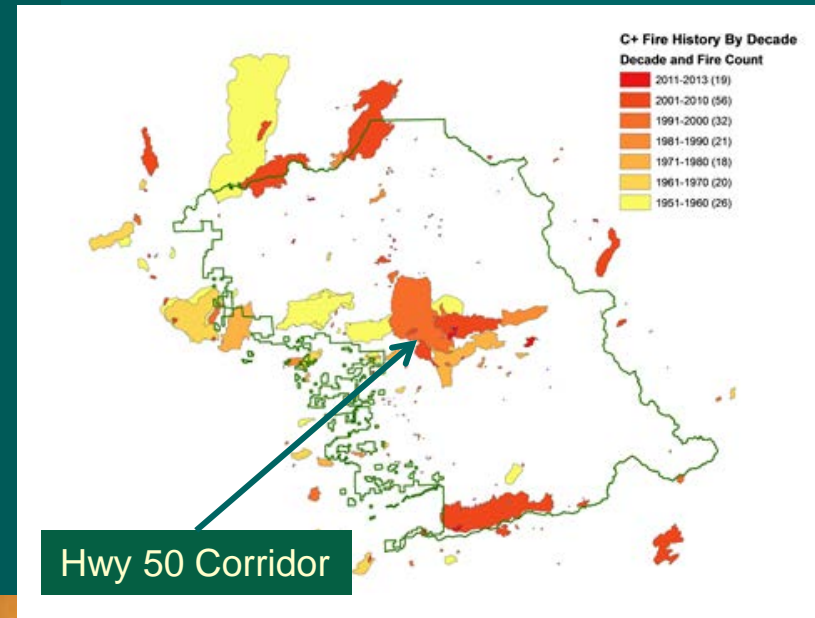 C+ Fire History By Decade
Decade and Fire Count
2011-2013 (19)
2001-2010 (56)
1991-2000 (32)
1981-1990 (21)
1971-1980 (18)
1961-1970 (20)
1951-1960 (26)
Hwy 50 Corridor